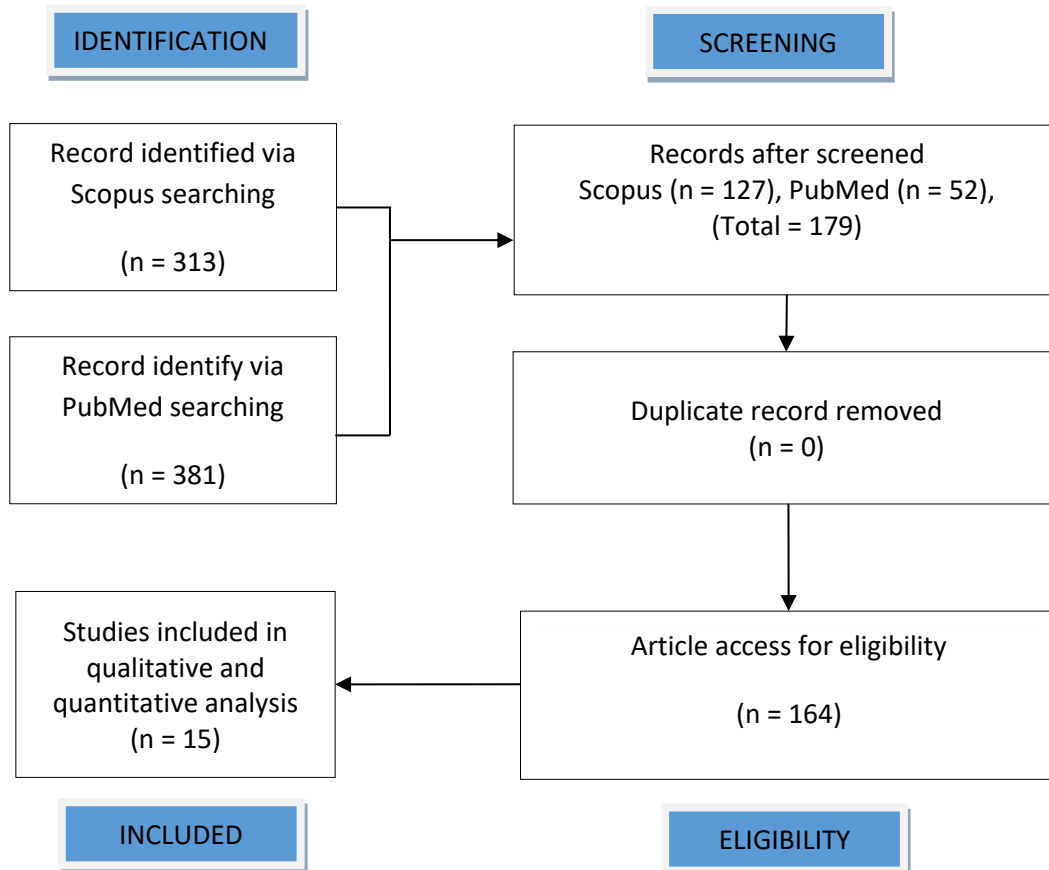 IDENTIFICATION
SCREENING
Record identified via
Scopus searching
(n = 313)
Records after screened
Scopus (n = 127), PubMed (n = 52),
(Total = 179)
Record identify via
PubMed searching
(n = 381)
Duplicate record removed
(n = 0)
Studies included in
qualitative and
quantitative analysis
(n = 15)
Article access for eligibility
(n = 164)
INCLUDED
ELIGIBILITY